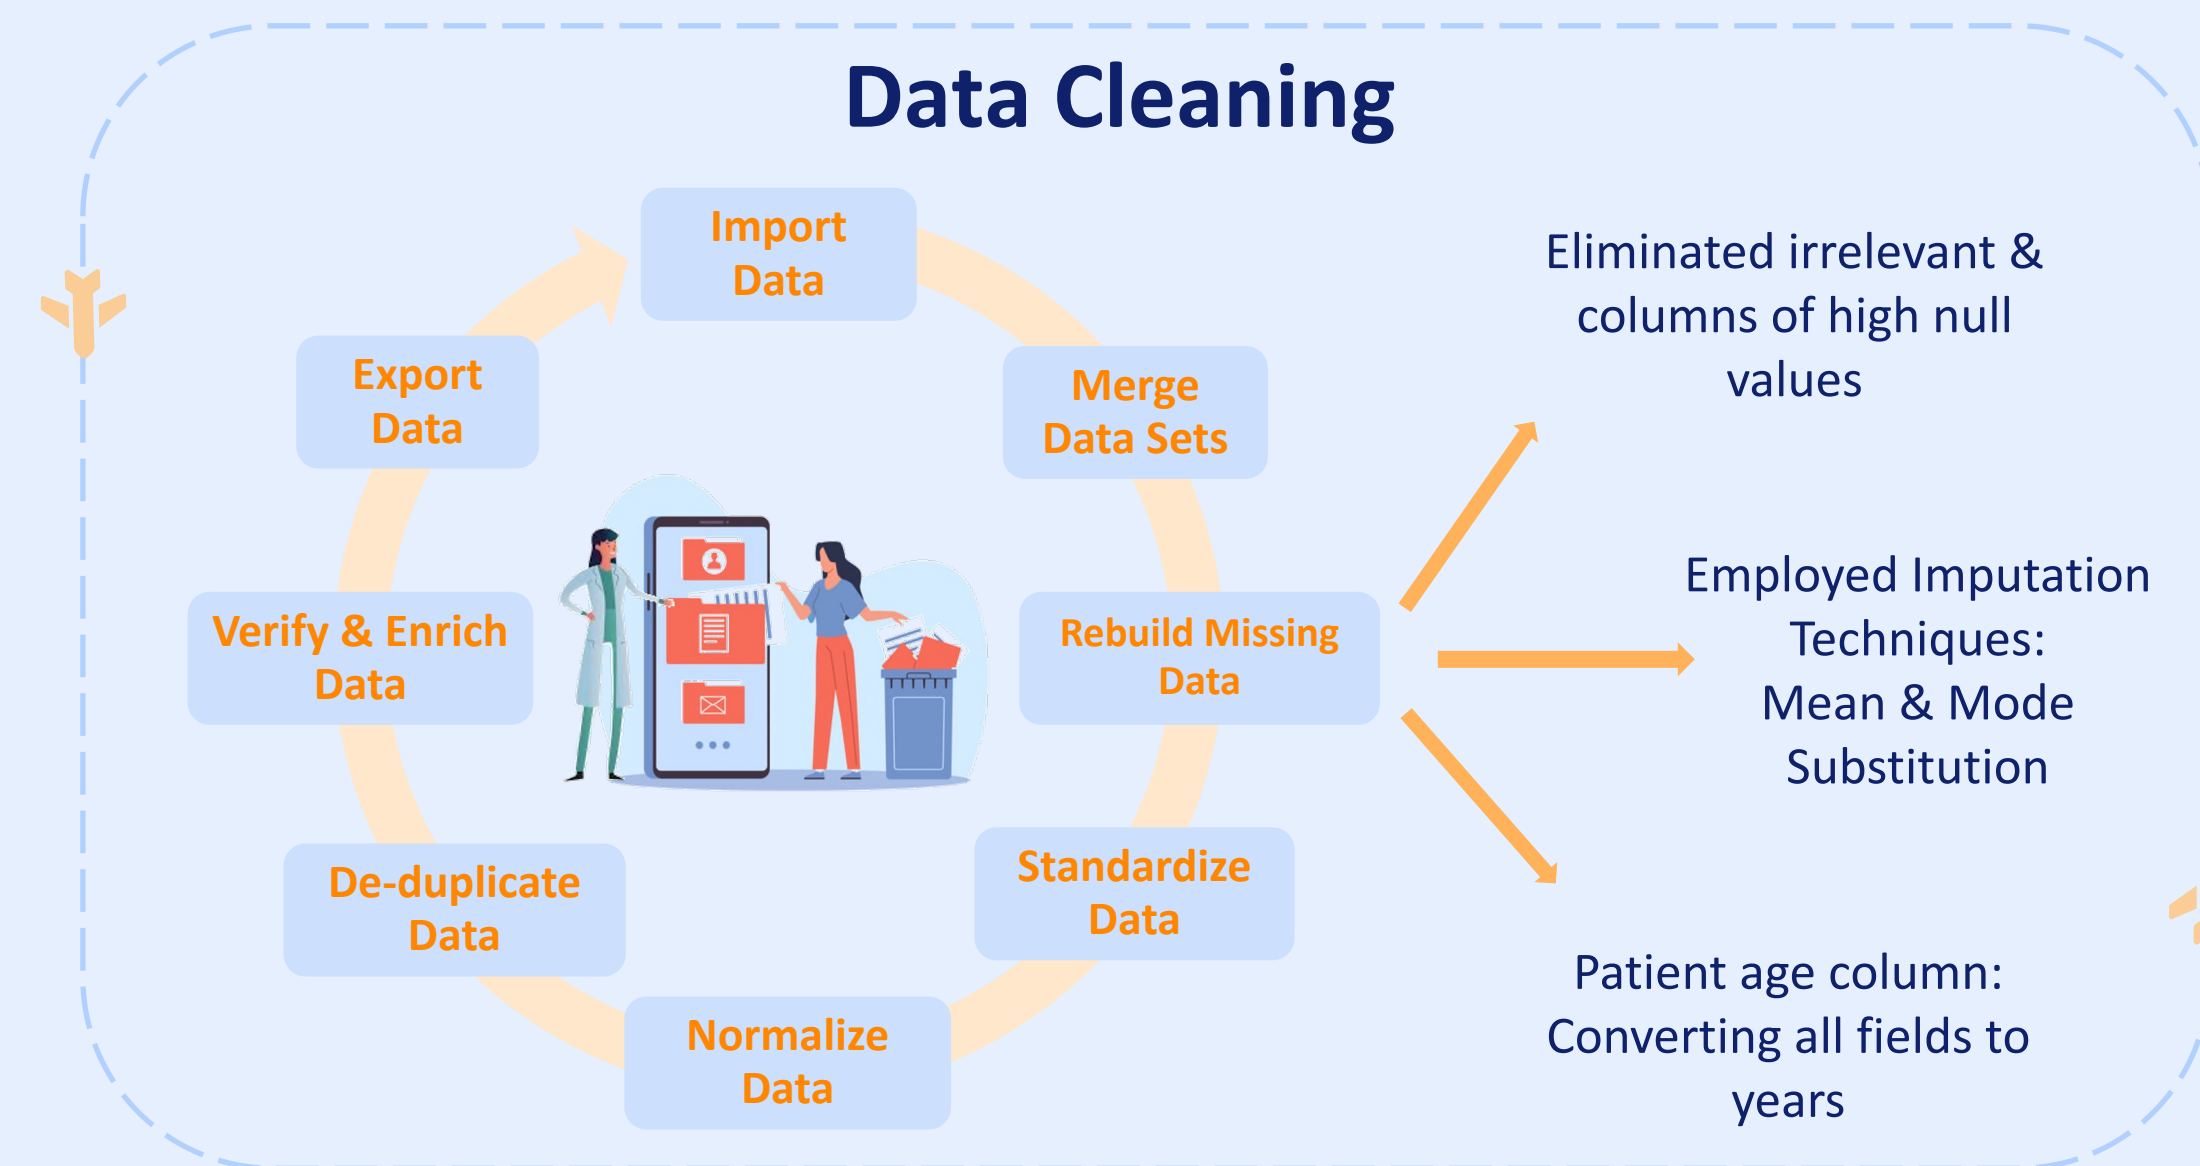 Data Cleaning
Import
Data
Merge
Data Sets
Rebuild Missing
Data
Standardize
Data
Normalize
Data
De-duplicate
Data
Verify & Enrich
Data
Export
Data
Eliminated irrelevant &
columns of high null
values
Employed Imputation
Techniques:
Mean & Mode
Substitution
Patient age column:
Converting all fields to
years